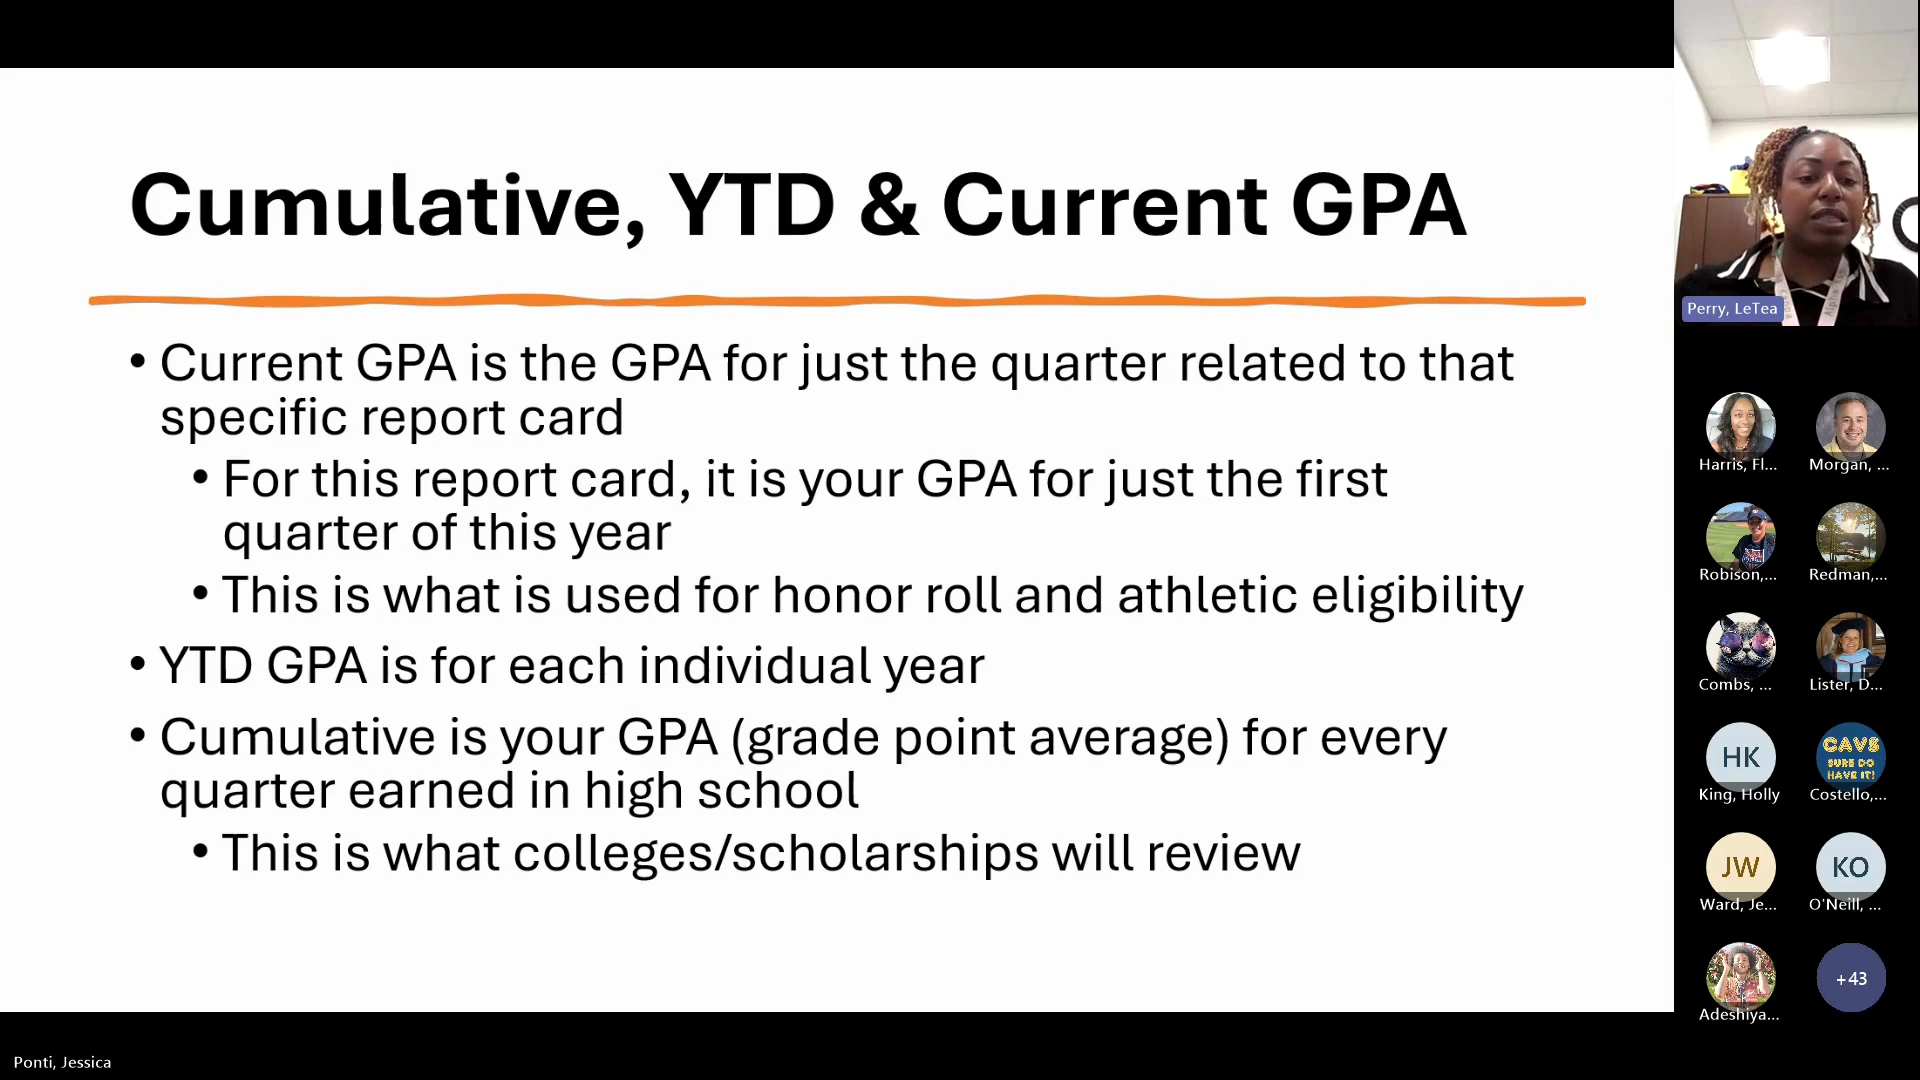 Cumulative, YTD & Current GPA
• Current GPA is the GPA for just the quarter related to that
specific report card
• For this report card, it is your GPA for just the first
quarter of this year
• This is what is used for honor roll and athletic eligibility
• YTD GPA is for each individual year
• Cumulative is your GPA (grade point average) for every
quarter earned in high school
• This is what colleges/scholarships will review
Perry, LeTea
Harris, Fl...
Morgan, ...
Robison,...
Redman,...
Combs, ...
Lister, D...
HK
King, Holly
CAVS
SURE DO
HAVE IT!
Costello,...
JW
Ward, Je...
KO
O'Neill, ...
Adeshiya...
+43
Ponti, Jessica